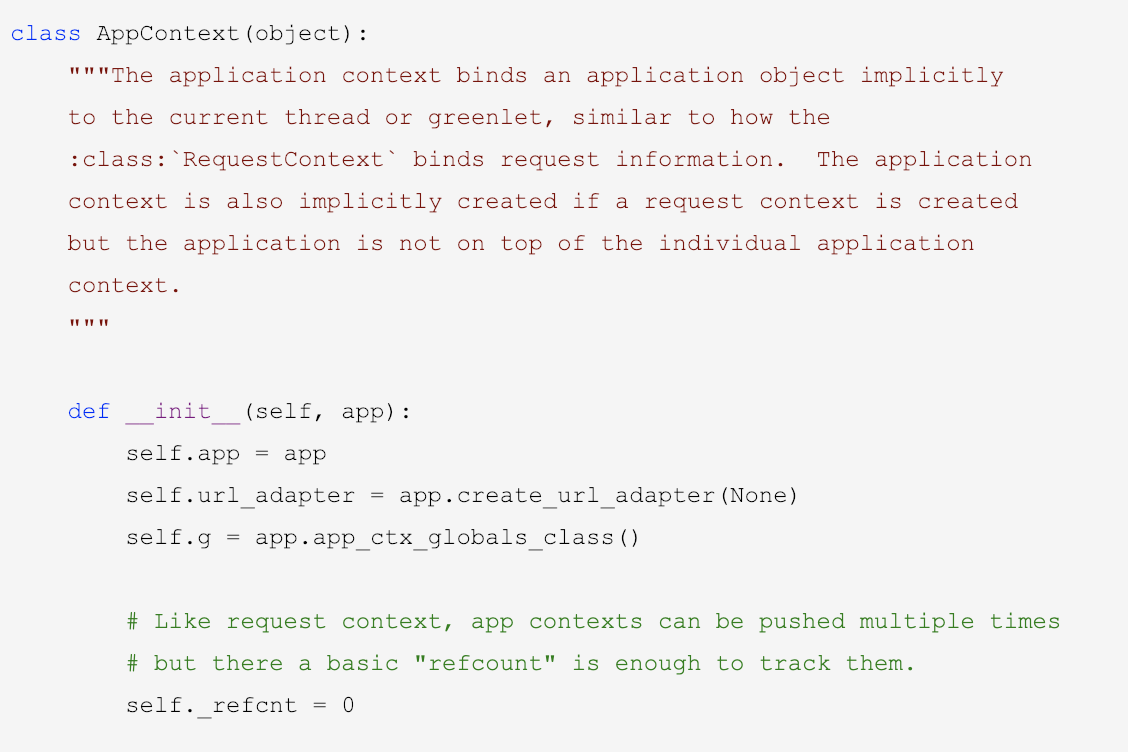 class AppContext(object):
    """The application context binds an application object implicitly
    to the current thread or greenlet, similar to how the
    :class:`RequestContext` binds request information.  The application
    context is also implicitly created if a request context is created
    but the application is not on top of the individual application
    context.
    """

    def __init__(self, app):
        self.app = app
        self.url_adapter = app.create_url_adapter(None)
        self.g = app.app_ctx_globals_class()

        # Like request context, app contexts can be pushed multiple times
        # but there a basic "refcount" is enough to track them.
        self._refcnt = 0